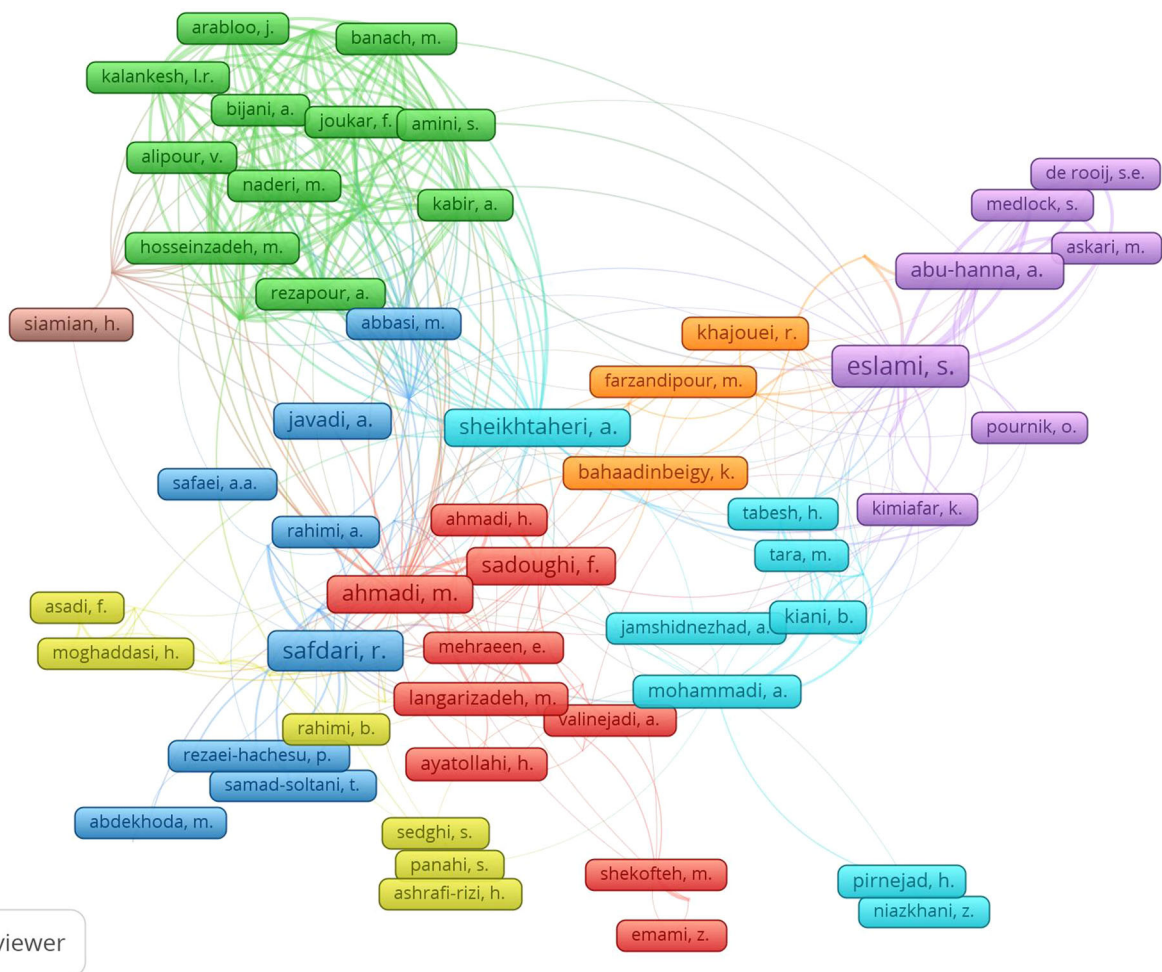 arabloo, j.
banach, m.
kalankesh, l.r.
bijani, a.
joukar, f.
amini, s.
alipour, v.
naderi, m.
kabir, a.
de rooij, s.e.
medlock, s.
hosseinzadeh, m.
askari, m.
abu-hanna, a.
rezapour, a.
siamian, h.
abbasi, m.
khajouei, r.
eslami, s.
farzandipour, m.
javadi, a.
sheikhtaheri, a.
pournik, o.
bahaadinbeigy, k.
safaei, a.a.
kimiafar, k.
tabesh, h.
ahmadi, h.
rahimi, a.
tara, m.
sadoughi, f.
ahmadi, m.
asadi, f.
kiani, b.
jamshidnezhad, a.
mehraeen, e.
safdari, r.
moghaddasi, h.
mohammadi, a.
langarizadeh, m.
valinejadi, a.
rahimi, b.
rezaei-hachesu, p.
ayatollahi, h.
samad-soltani, t.
abdekhoda, m.
sedghi, s.
panahi, s.
shekofteh, m.
pirnejad, h.
ashrafi-rizi, h.
niazkhani, z.
emami, z.
viewer